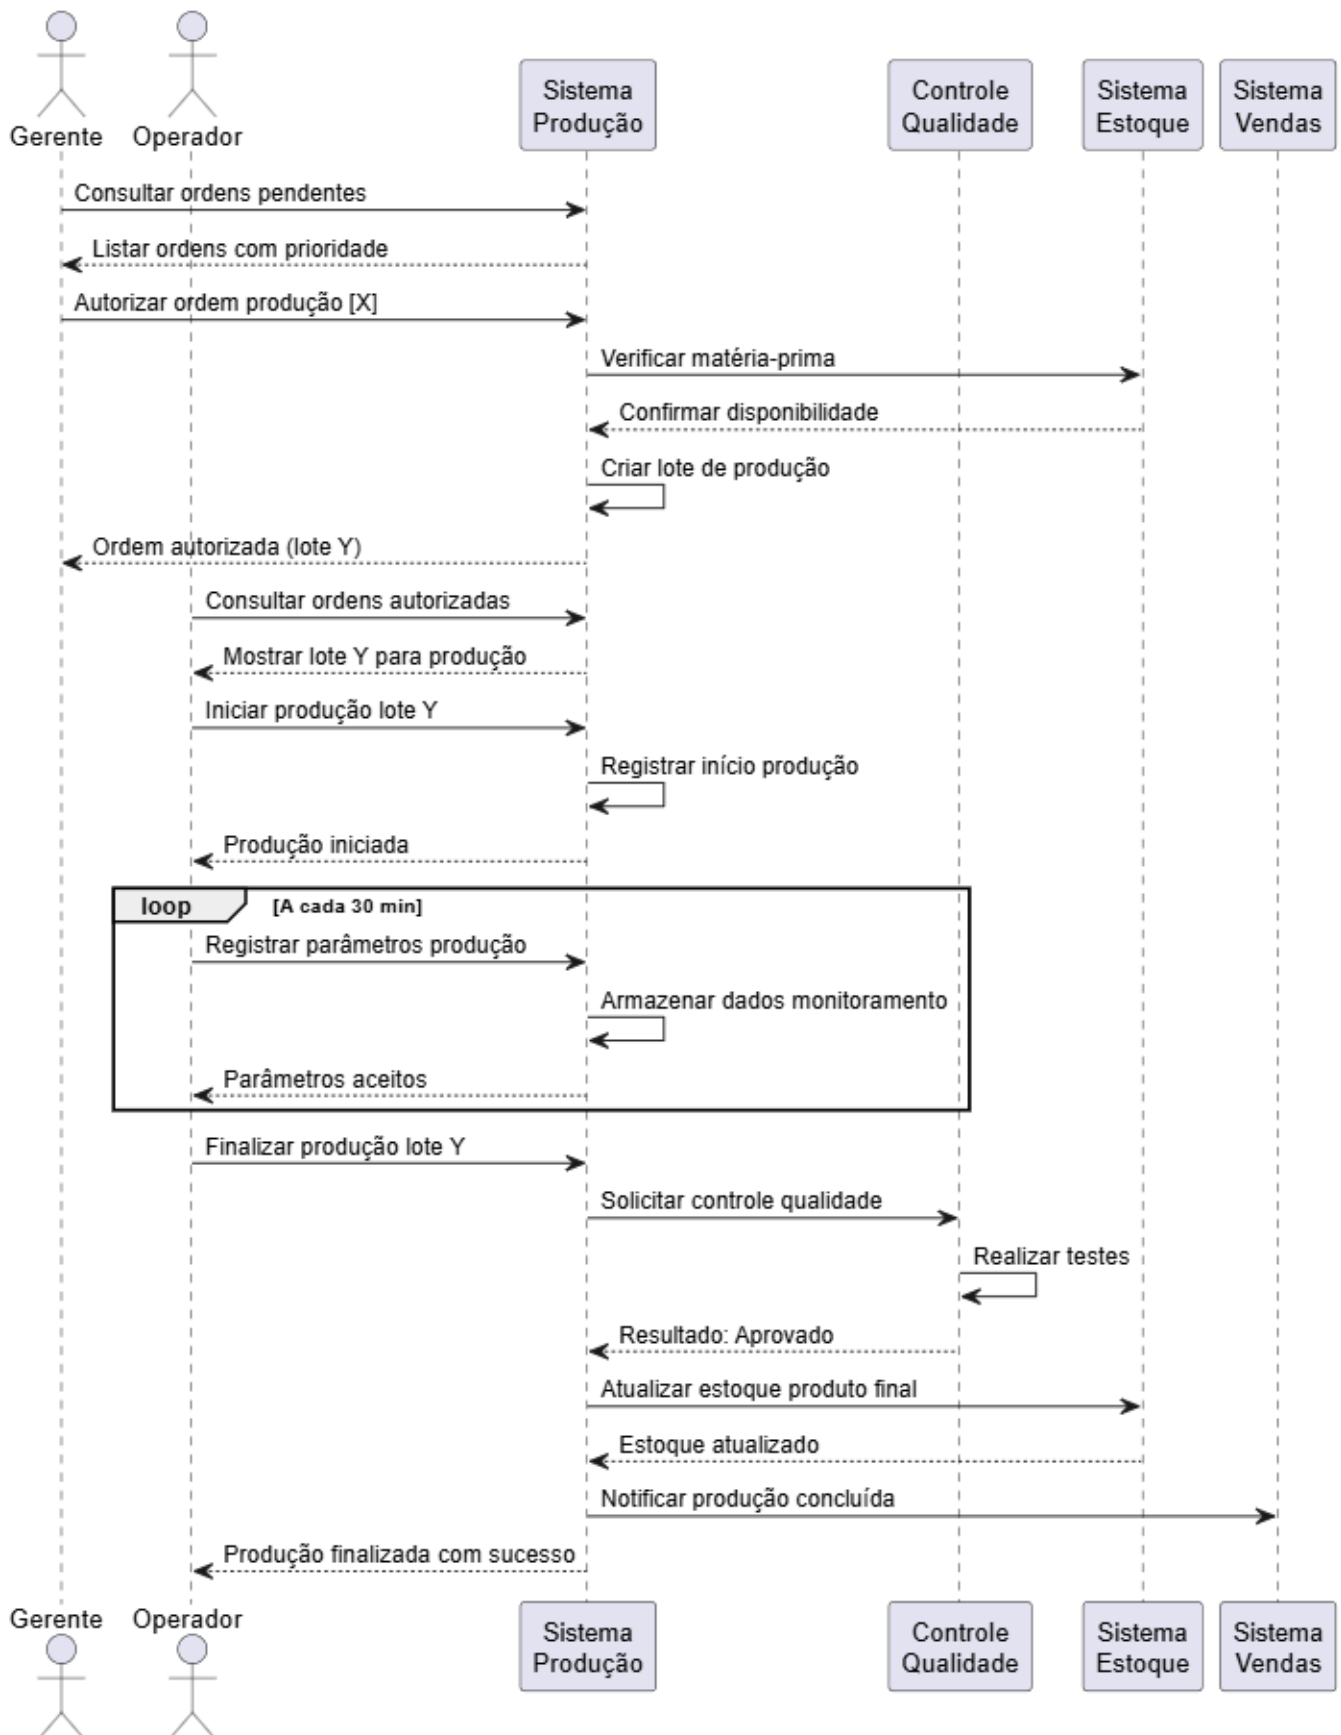 Gerente
Operador
Sistema
Produção
Controle
Qualidade
Sistema
Estoque
Sistema
Vendas
Consultar ordens pendentes
Listar ordens com prioridade
Autorizar ordem produção [X]
Verificar matéria-prima
Confirmar disponibilidade
Criar lote de produção
Ordem autorizada (lote Y)
Consultar ordens autorizadas
Mostrar lote Y para produção
Iniciar produção lote Y
Registrar início produção
Produção iniciada
loop
[A cada 30 min]
Registrar parâmetros produção
Armazenar dados monitoramento
Parâmetros aceitos
Finalizar produção lote Y
Solicitar controle qualidade
Realizar testes
Resultado: Aprovado
Atualizar estoque produto final
Estoque atualizado
Notificar produção concluída
Produção finalizada com sucesso
Gerente
Operador
Sistema
Produção
Controle
Qualidade
Sistema
Estoque
Sistema
Vendas